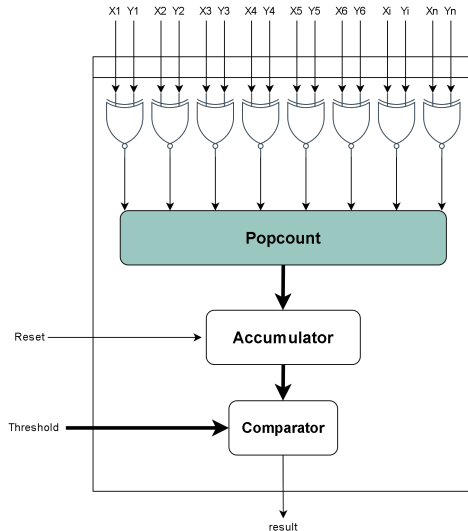 X1 Y1 X2 Y2 X3 Y3 X4 Y4 X5 Y5 X6 Y6 Xi Yi Xn Yn
Popcount
Accumulator
Reset
Comparator
Threshold
result